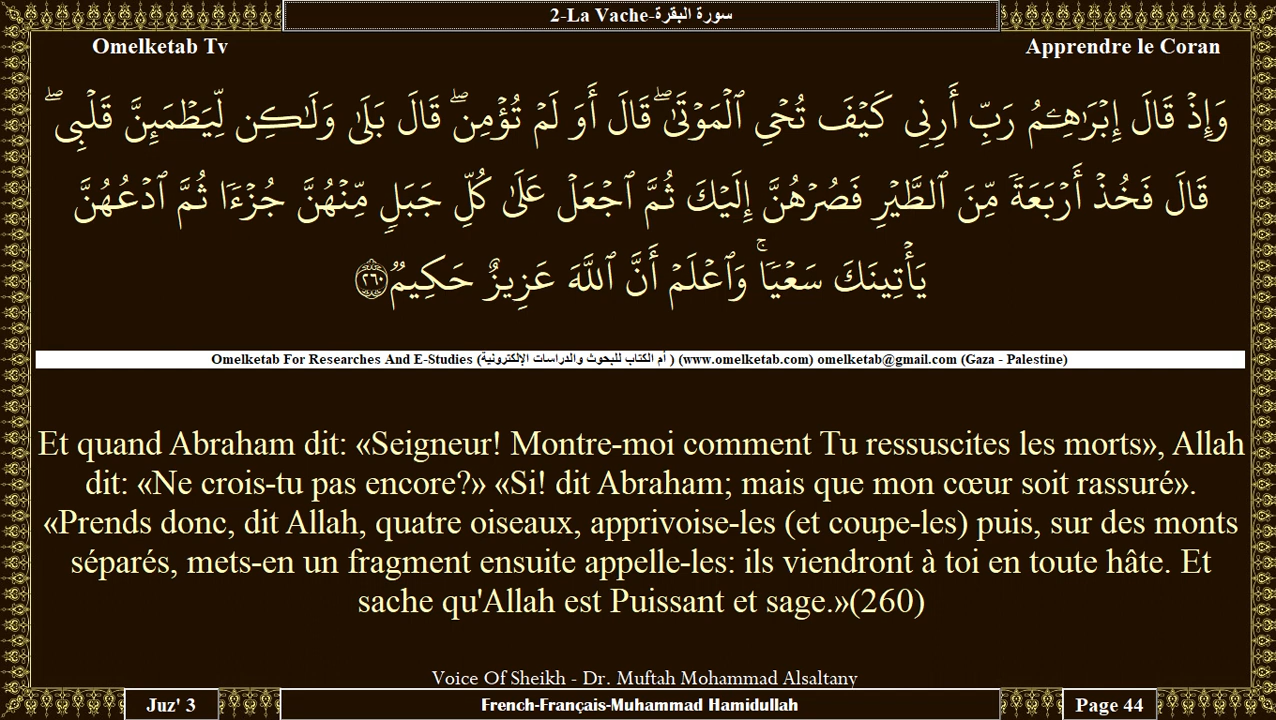 2-La Vache-سورة البقرة
Omelketab Tv
Apprendre le Coran
وَإِذۡ قَالَ إِبۡرَٰهِـۧمُ رَبِّ أَرِنِي كَيۡفَ تُحۡيِ ٱلۡمَوۡتَىٰۖ قَالَ أَوَ لَمۡ تُؤۡمِنۖ قَالَ بَلَىٰ وَلَٰكِن لِّيَطۡمَئِنَّ قَلۡبِيۖ
قَالَ فَخُذۡ أَرۡبَعَةٗ مِّنَ ٱلطَّيۡرِ فَصُرۡهُنَّ إِلَيۡكَ ثُمَّ ٱجۡعَلۡ عَلَىٰ كُلِّ جَبَلٖ مِّنۡهُنَّ جُزۡءٗا ثُمَّ ٱدۡعُهُنَّ
يَأۡتِينَكَ سَعۡيٗاۚ وَٱعۡلَمۡ أَنَّ ٱللَّهَ عَزِيزٌ حَكِيمٞ ٢٦٠
Omelketab For Researches And E-Studies (أم الكتاب للبحوث والدراسات الإلكترونية ) (www.omelketab.com) omelketab@gmail.com (Gaza - Palestine)
Et quand Abraham dit: «Seigneur! Montre-moi comment Tu ressuscites les morts», Allah
dit: «Ne crois-tu pas encore?» «Si! dit Abraham; mais que mon cœur soit rassuré».
«Prends donc, dit Allah, quatre oiseaux, apprivoise-les (et coupe-les) puis, sur des monts
séparés, mets-en un fragment ensuite appelle-les: ils viendront à toi en toute hâte. Et
sache qu'Allah est Puissant et sage.»(260)
Voice Of Sheikh - Dr. Muftah Mohammad Alsaltany
Juz' 3
French-Français-Muhammad Hamidullah
Page 44